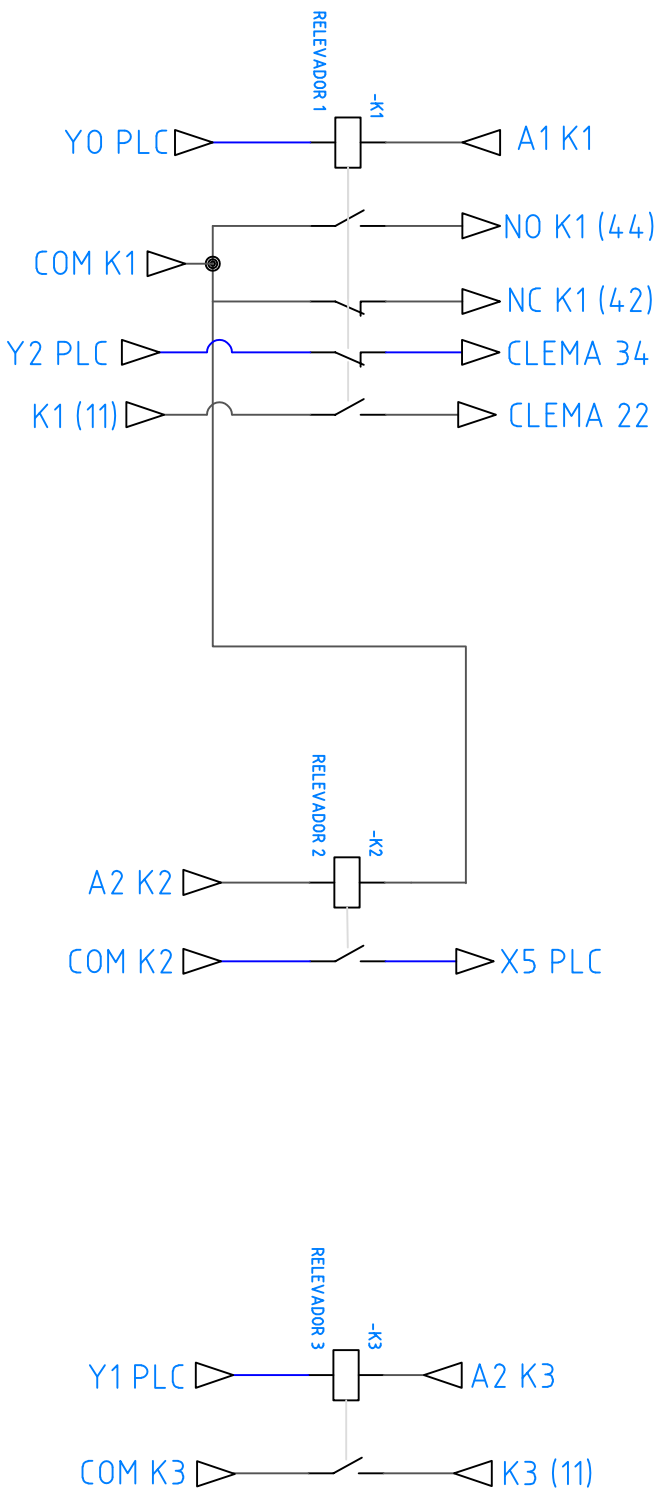 RELEVADOR 1
-K1
Y0 PLC
A1 K1
NO K1 (44)
COM K1
NC K1 (42)
Y2 PLC
CLEMA 34
K1 (11)
CLEMA 22
RELEVADOR 2
-K2
A2 K2
COM K2
X5 PLC
RELEVADOR 3
-K3
Y1 PLC
A2 K3
COM K3
K3 (11)